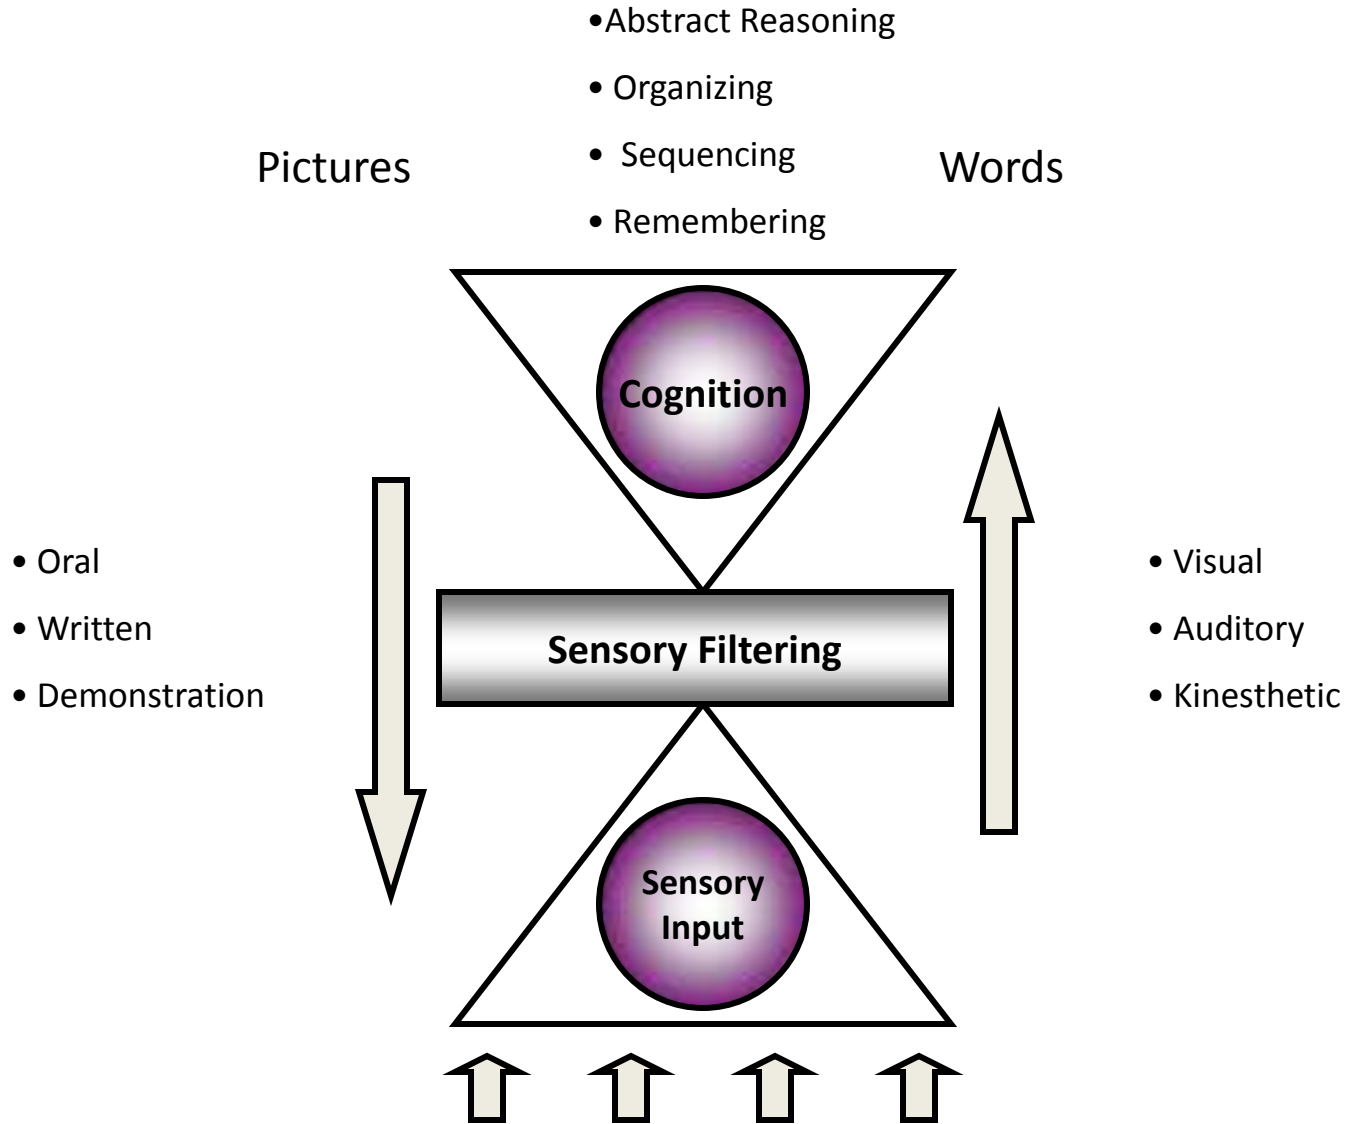 •Abstract Reasoning
• Organizing
• Sequencing
• Remembering
Pictures
Words
Cognition
• Oral
• Written
• Demonstration
Sensory Filtering
• Visual
• Auditory
• Kinesthetic
Sensory
Input